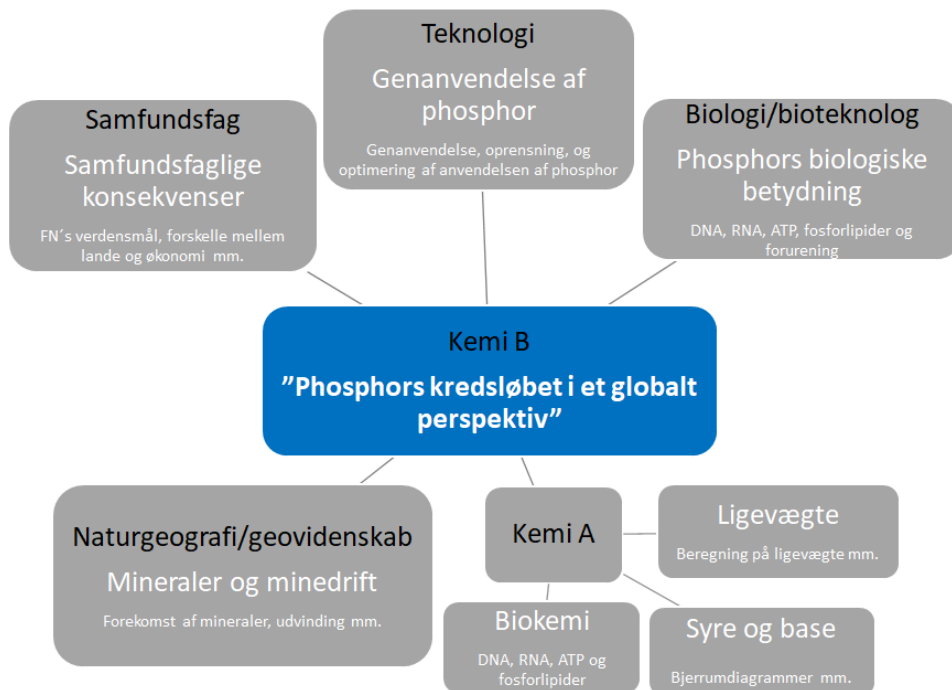 Teknologi
Genanvendelse af
phosphor
Genanvendelse, oprensning, og
optimering af anvendelsen af phosphor
Samfundsfag
Samfundsfaglige
konsekvenser
FN´s verdensmål, forskelle mellem
lande og økonomi mm.
Biologi/bioteknolog
Phosphors biologiske
betydning
DNA, RNA, ATP, fosforlipider og
forurening
Kemi B
”Phosphors kredsløbet i et globalt
perspektiv”
Naturgeografi/geovidenskab
Mineraler og minedrift
Forekomst af mineraler, udvinding mm.
Kemi A
Ligevægte
Beregning på ligevægte mm.
Biokemi
DNA, RNA, ATP og
fosforlipider
Syre og base
Bjerrumdiagrammer mm.